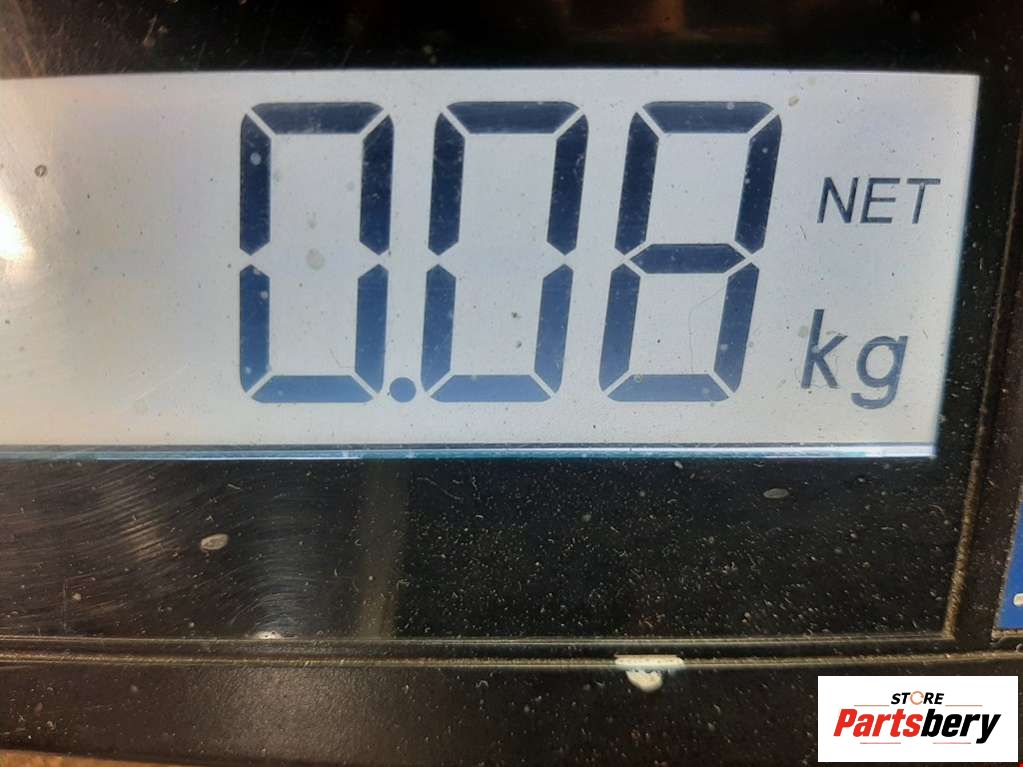 0.08 NET
kg
STORE
Partsbery